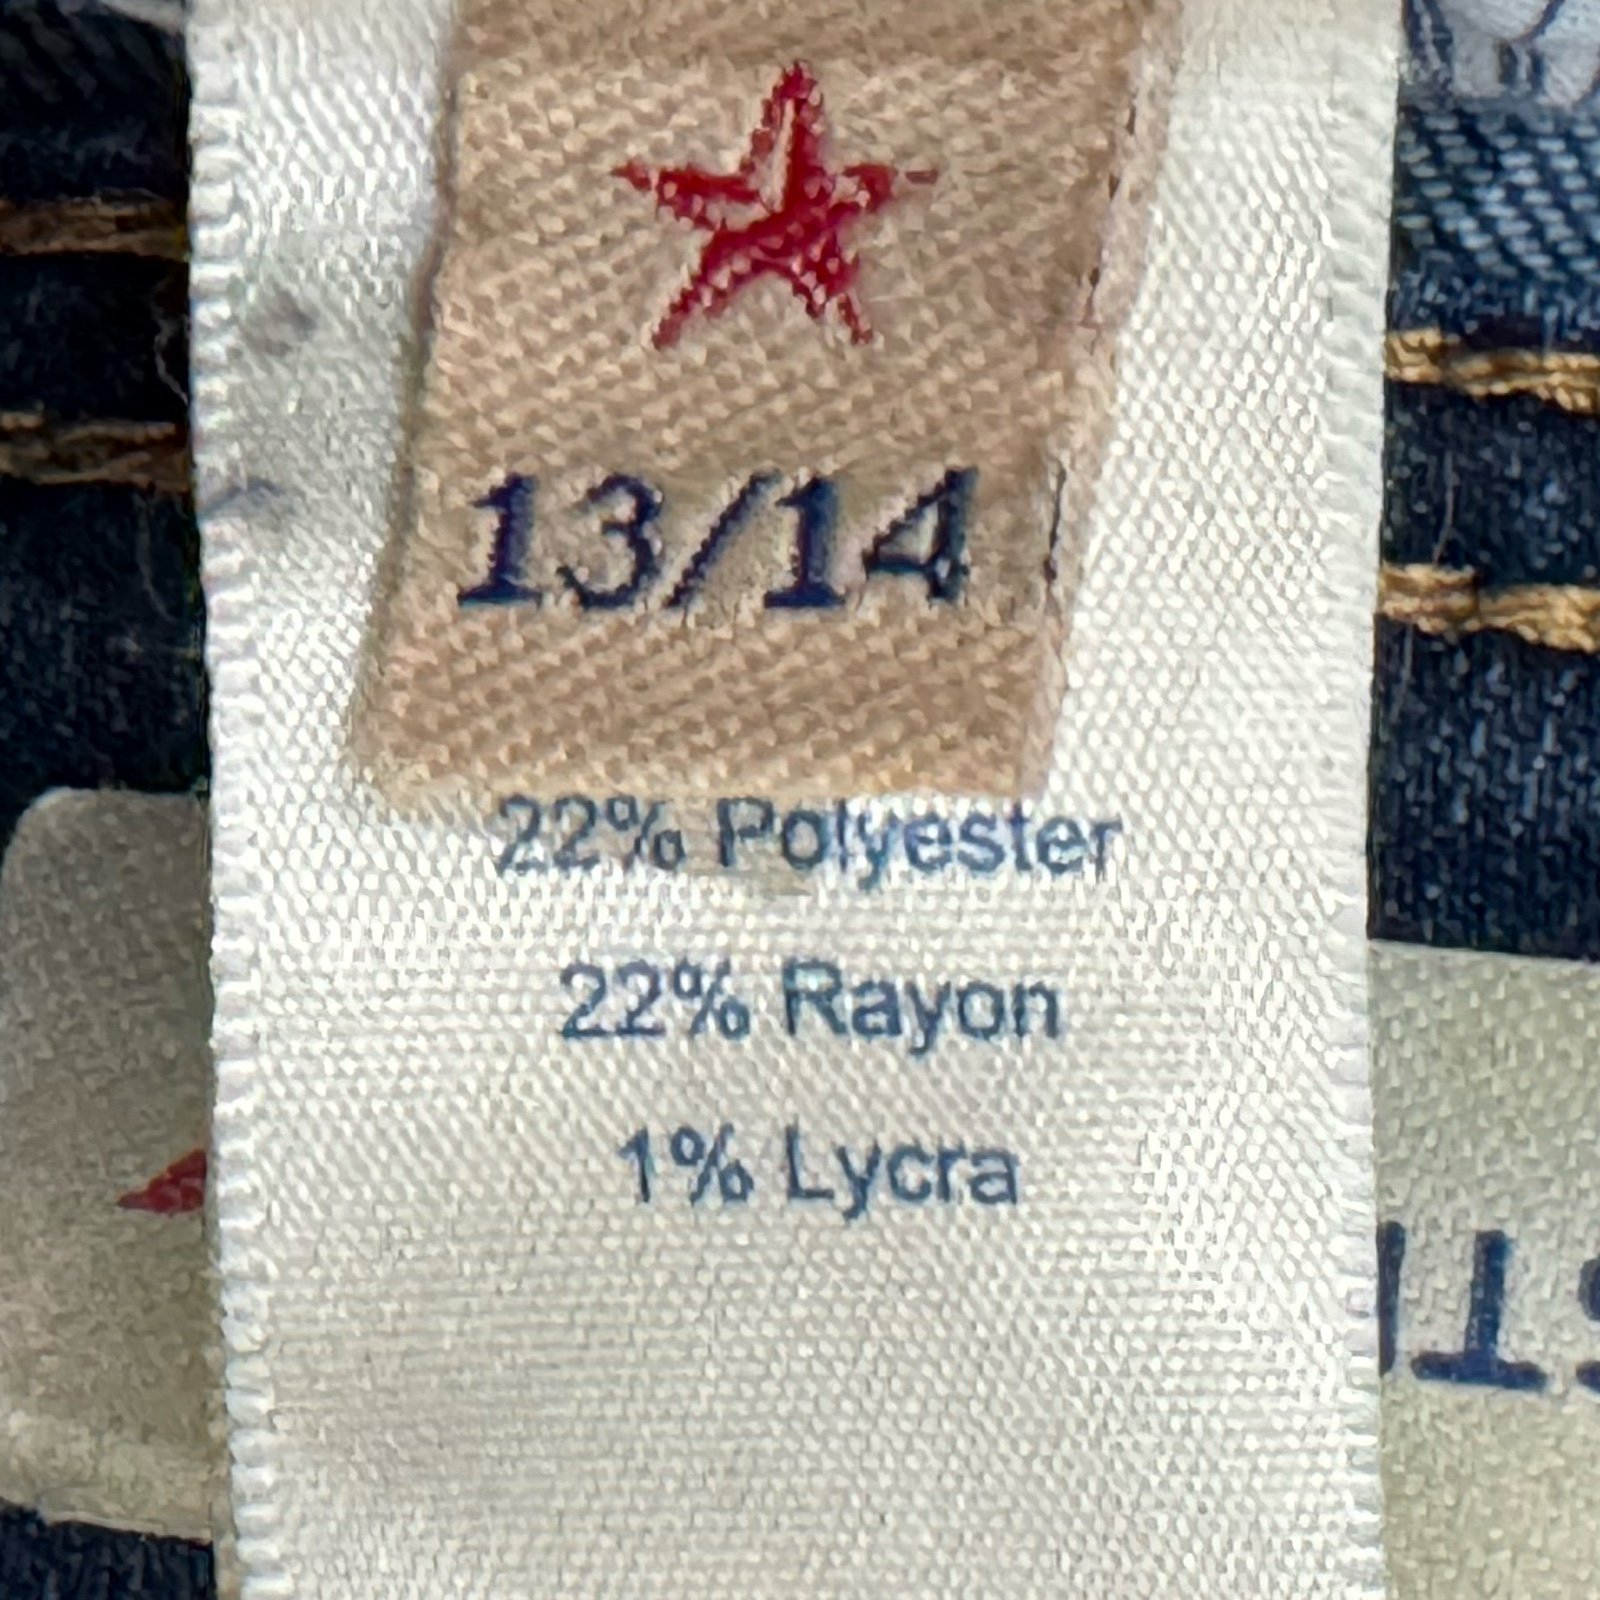 13/14
22% Polyester
22% Rayon
1% Lycra